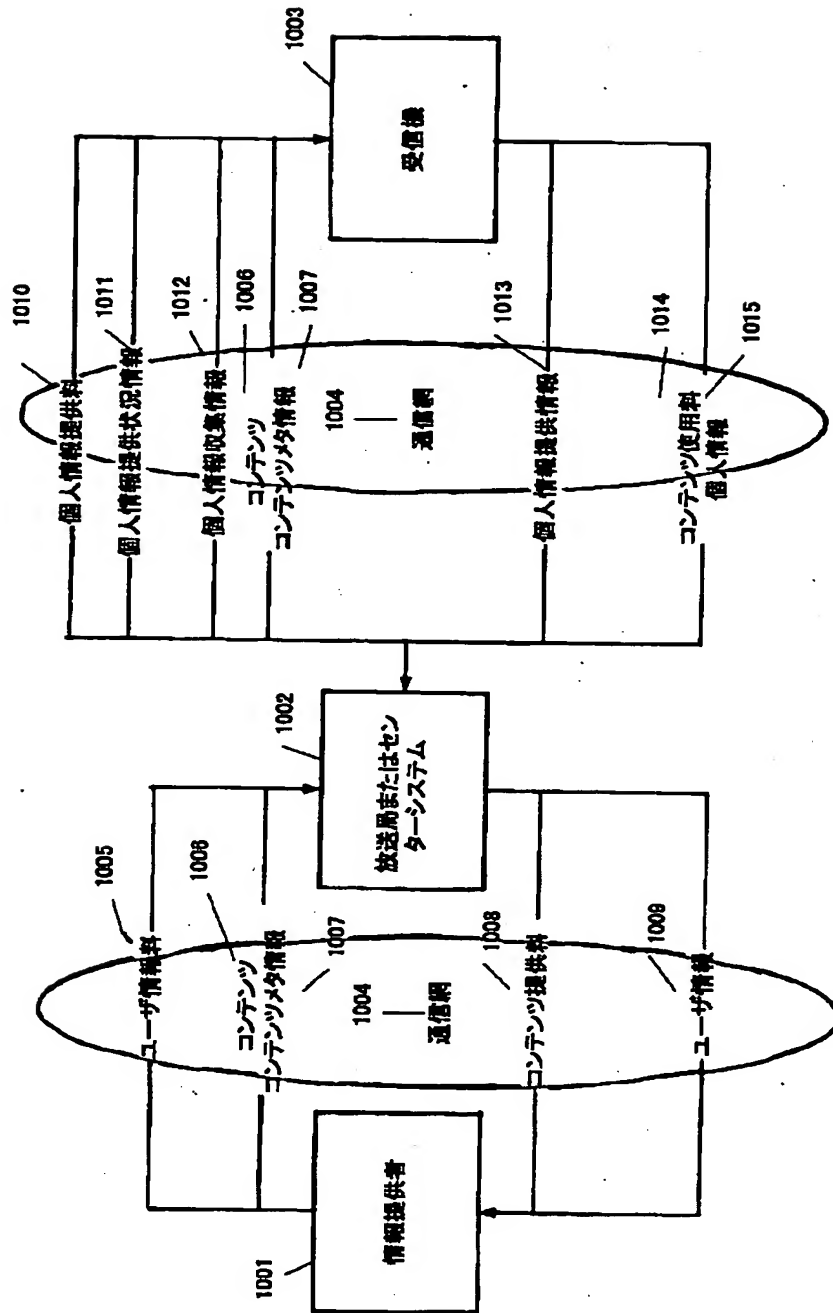 1005
ユーザ情報料
1006
コンテンツ
コンテンツメタ情報
1007
1004
通信網
1008
コンテンツ提供料
1009
ユーザ情報
1001
情報提供者
1002
放送局またはセン
ターシステム
1010
個人情報提供料
1011
個人情報提供状況情報
1012
個人情報収集情報
1006
コンテンツ
コンテンツメタ情報
1007
1004
通信網
1013
個人情報提供情報
1014
コンテンツ使用料
個人情報
1015
1003
受信機